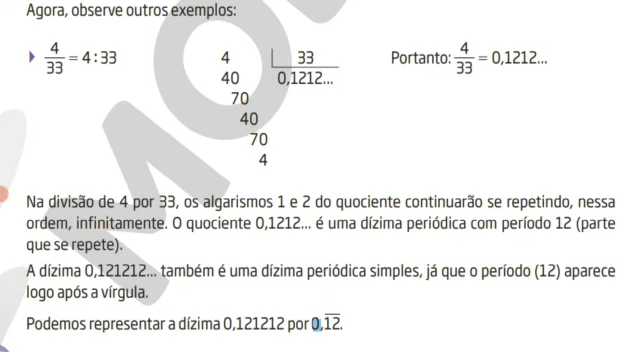 Agora, observe outros exemplos:
4/33 = 4 : 33
4 | 33
40 0,1212...
70
40
70
4
Portanto: 4/33 = 0,1212...
Na divisão de 4 por 33, os algarismos 1 e 2 do quociente continuarão se repetindo, nessa
ordem, infinitamente. O quociente 0,1212... é uma dízima periódica com período 12 (parte
que se repete).
A dízima 0,121212... também é uma dízima periódica simples, já que o período (12) aparece
logo após a vírgula.
Podemos representar a dízima 0,121212 por 0,1̅2̅.